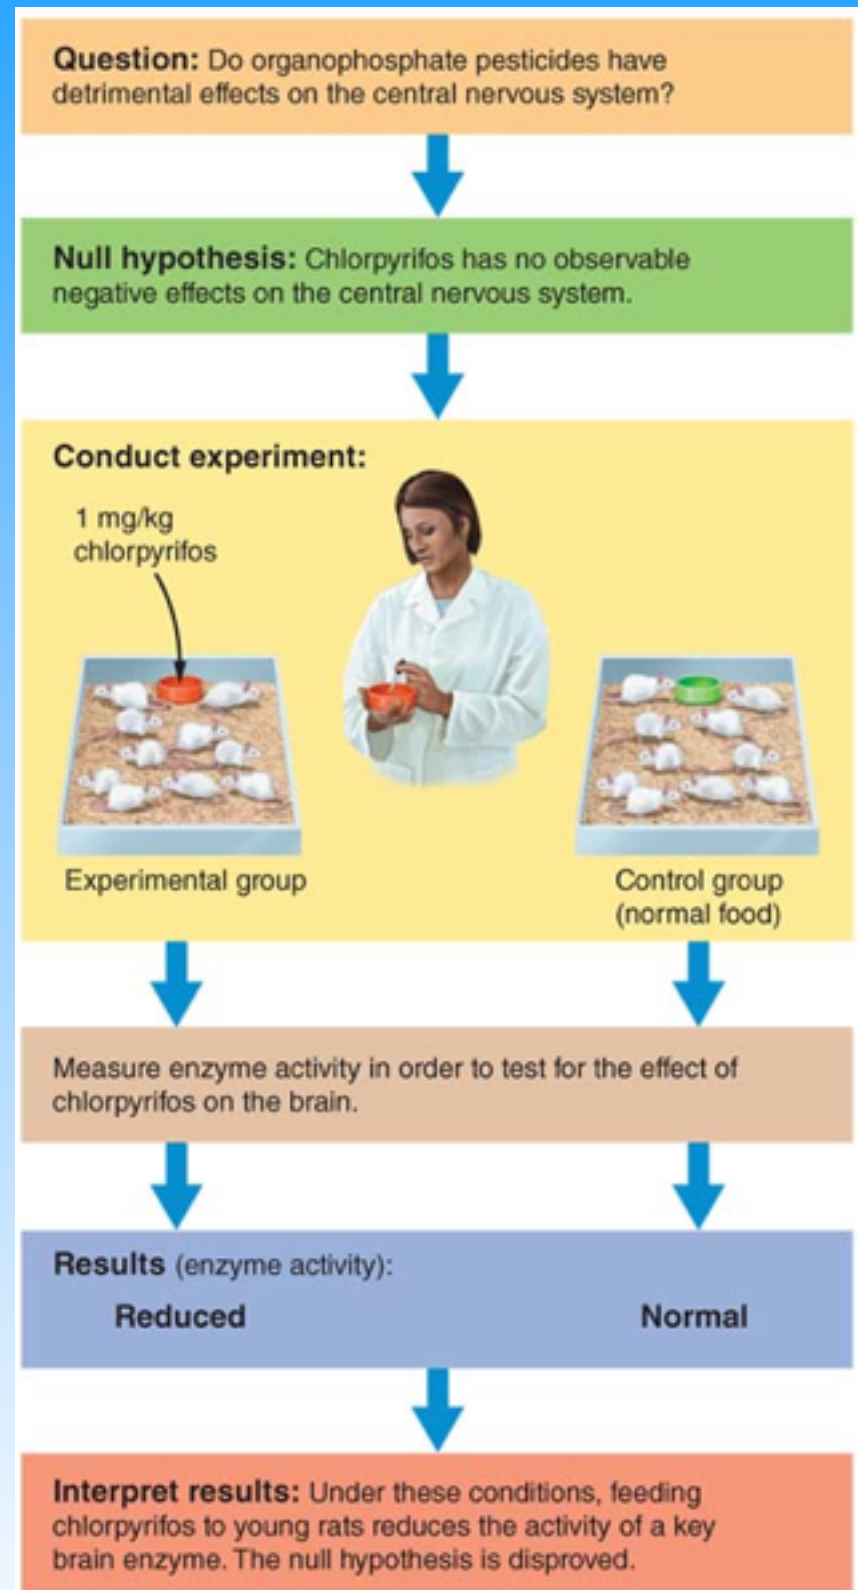 Question: Do organophosphate pesticides have
detrimental effects on the central nervous system?
Null hypothesis: Chlorpyrifos has no observable
negative effects on the central nervous system.
Conduct experiment:
1 mg/kg
chlorpyrifos
Experimental group
Control group
(normal food)
Measure enzyme activity in order to test for the effect of
chlorpyrifos on the brain.
Results (enzyme activity):
Reduced
Normal
Interpret results: Under these conditions, feeding
chlorpyrifos to young rats reduces the activity of a key
brain enzyme. The null hypothesis is disproved.